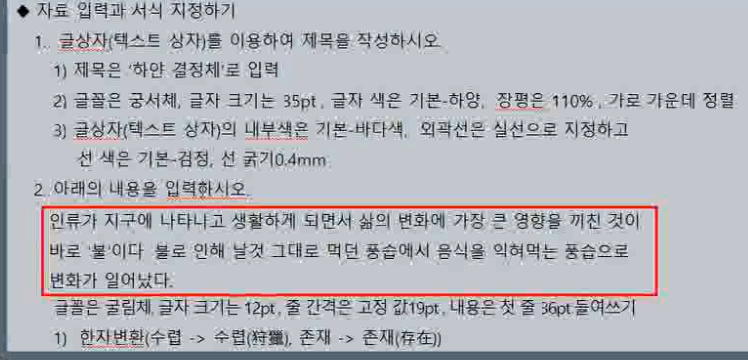 ◆ 자료 입력과 서식 지정하기
1. 글상자(텍스트 상자)를 이용하여 제목을 작성하시오.
1) 제목은 '하얀 결정체'로 입력
2) 글꼴은 궁서체, 글자 크기는 35pt , 글자 색은 기본-하양, 장평은 110% , 가로 가운데 정렬
3) 글상자(텍스트 상자)의 내부색은 기본-바다색, 외곽선은 실선으로 지정하고
선 색은 기본-검정, 선 굵기0.4mm
2. 아래의 내용을 입력하시오.
인류가 지구에 나타나고 생활하게 되면서 삶의 변화에 가장 큰 영향을 끼친 것이
바로 '불'이다 불로 인해 날것 그대로 먹던 풍습에서 음식을 익혀먹는 풍습으로
변화가 일어났다.
글꼴은 굴림체, 글자 크기는 12pt , 줄 간격은 고정 값19pt , 내용은 첫 줄 36pt 들여쓰기
1) 한자변환(수렵 -> 수렵(狩獵), 존재 -> 존재(存在))